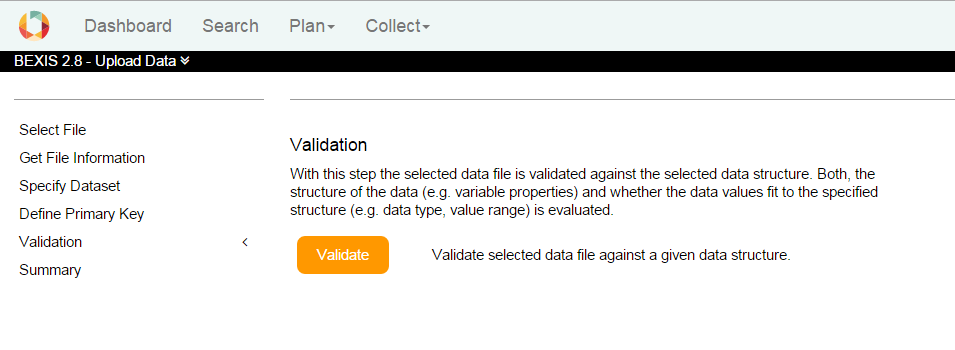 Dashboard Search Plan Collect
BEXIS 2.8 - Upload Data
Select File
Get File Information
Specify Dataset
Define Primary Key
Validation
Summary
Validation
With this step the selected data file is validated against the selected data structure. Both, the
structure of the data (e.g. variable properties) and whether the data values fit to the specified
structure (e.g. data type, value range) is evaluated.
Validate Validate selected data file against a given data structure.